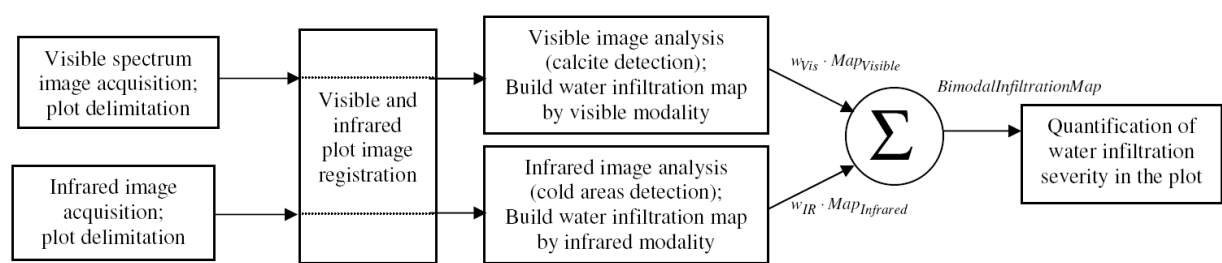 Visible spectrum
image acquisition;
plot delimitation
Infrared image
acquisition;
plot delimitation
Visible and
infrared
plot image
registration
Visible image analysis
(calcite detection);
Build water infiltration map
by visible modality
Infrared image analysis
(cold areas detection);
Build water infiltration map
by infrared modality
w_Vis · Map_Visible
w_IR · Map_Infrared
Σ
BimodalInfiltrationMap
Quantification of
water infiltration
severity in the plot